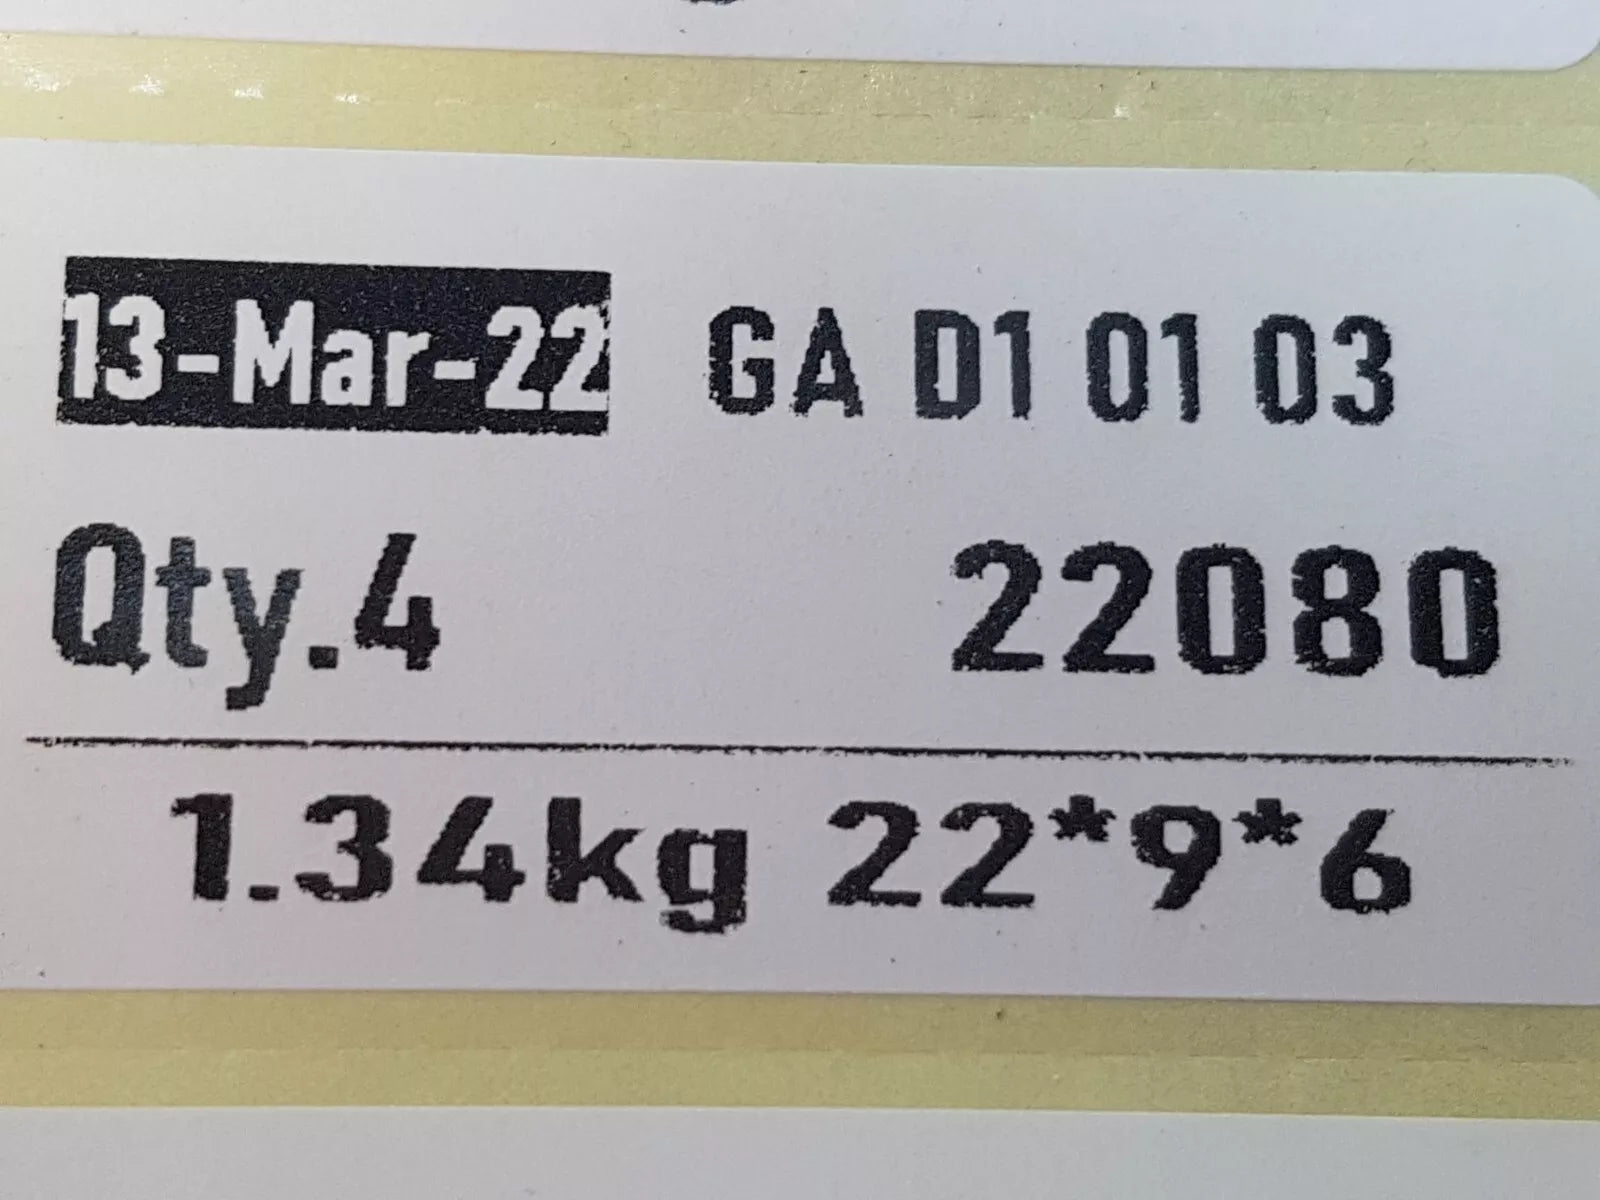 13-Mar-22 GA D1 01 03
Qty.4 22080
1.34kg 22*9*6